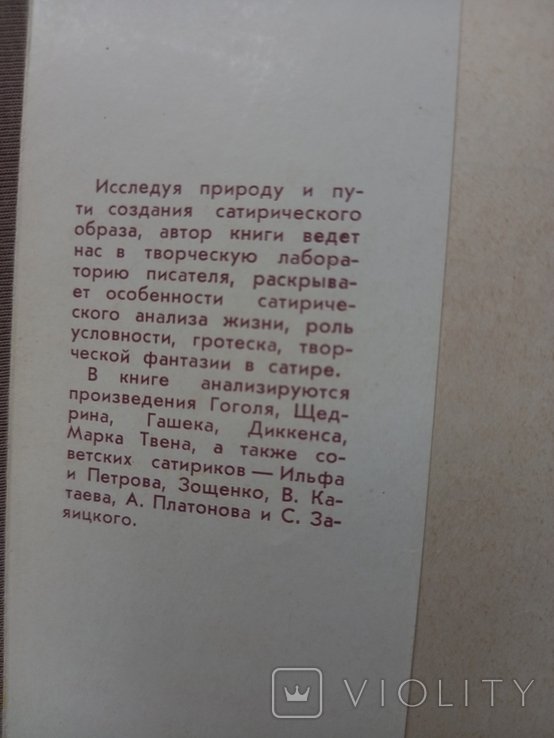 Исследуя природу и пу-
ти создания сатирического
образа, автор книги ведет
нас в творческую лабора-
торию писателя, раскрыва-
ет особенности сатириче-
ского анализа жизни, роль
условности, гротеска, твор-
ческой фантазии в сатире.
В книге анализируются
произведения Гоголя, Щед-
рина, Гашека, Диккенса,
Марка Твена, а также со-
ветских сатириков — Ильфа
и Петрова, Зощенко, В. Ка-
таева, А. Платонова и С. За-
яицкого.
VIOLITY